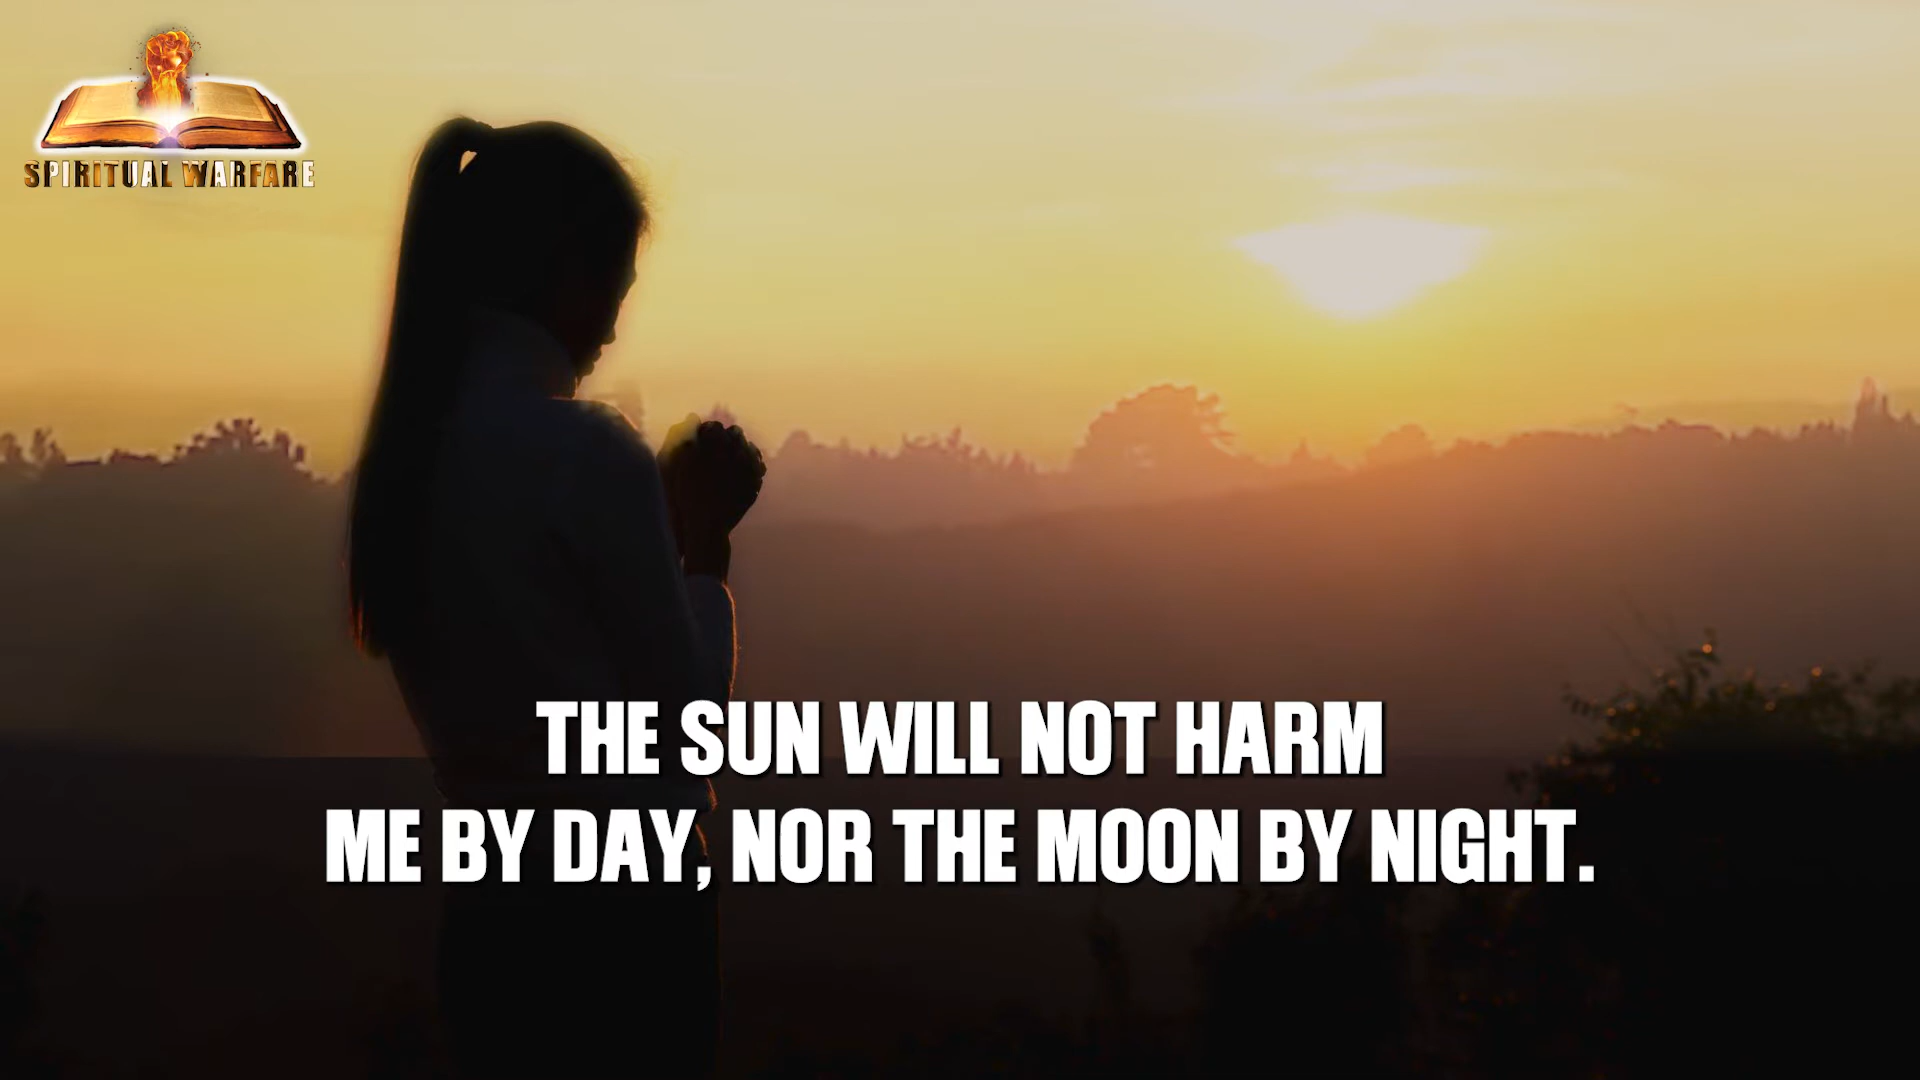 SPIRITUAL WARFARE
THE SUN WILL NOT HARM
ME BY DAY, NOR THE MOON BY NIGHT.